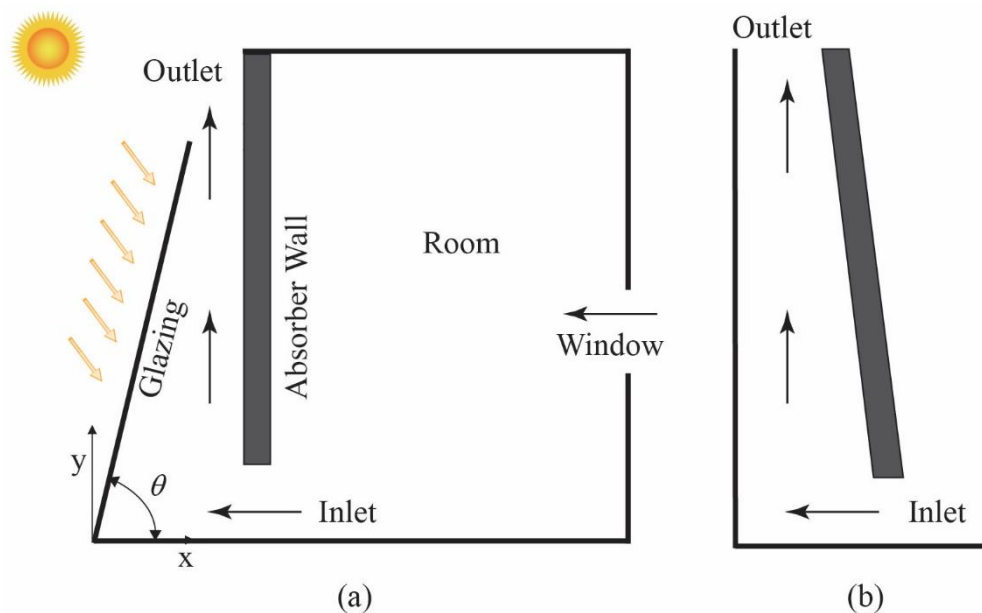 Outlet
Outlet
Glazing
Absorber Wall
Room
Window
y
θ
x
Inlet
Inlet
(a)
(b)